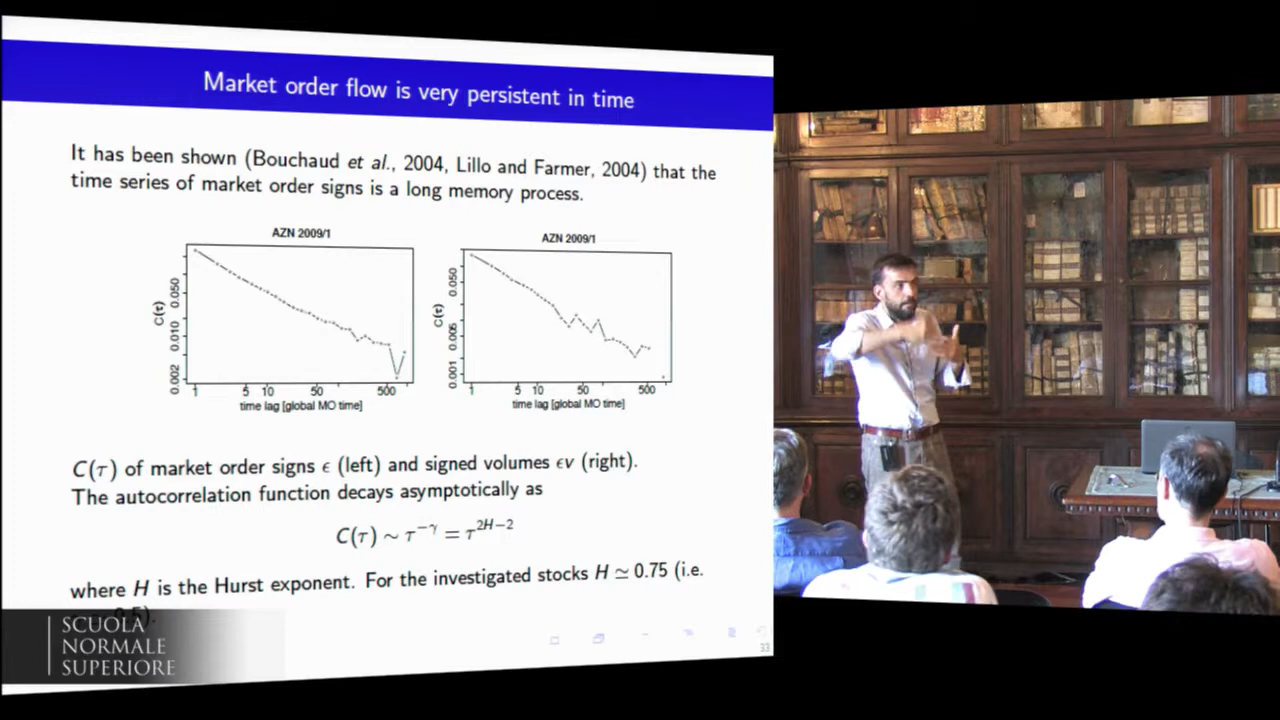 Market order flow is very persistent in time
It has been shown (Bouchaud et al., 2004, Lillo and Farmer, 2004) that the
time series of market order signs is a long memory process.
AZN 2009/1
C(τ)
0.002 0.010 0.050
1 5 10 50 500
time lag [global MO time]
AZN 2009/1
C(τ)
0.001 0.005 0.050
1 5 10 50 500
time lag [global MO time]
C(τ) of market order signs ϵ (left) and signed volumes ϵv (right).
The autocorrelation function decays asymptotically as
C(τ) ∼ τ^{−γ} = τ^{2H−2}
where H is the Hurst exponent. For the investigated stocks H ≃ 0.75 (i.e.
33
SCUOLA
NORMALE
SUPERIORE